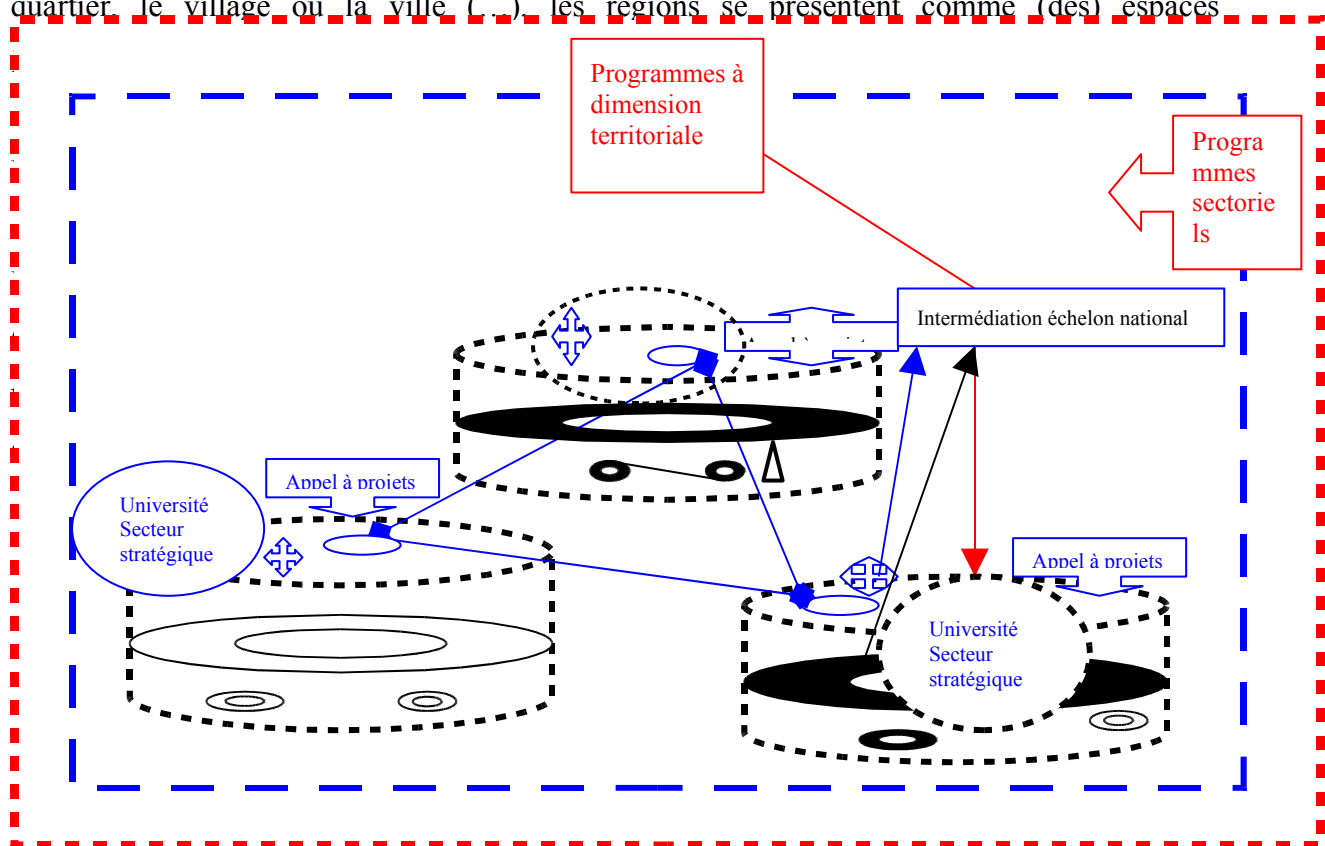 quartier, le village ou la ville (…), les régions se présentent comme (des) espaces
Programmes à
dimension
territoriale
Progra
mmes
sectorie
ls
Intermédiation échelon national
Appel à projets
Université
Secteur
stratégique
Appel à projets
Université
Secteur
stratégique